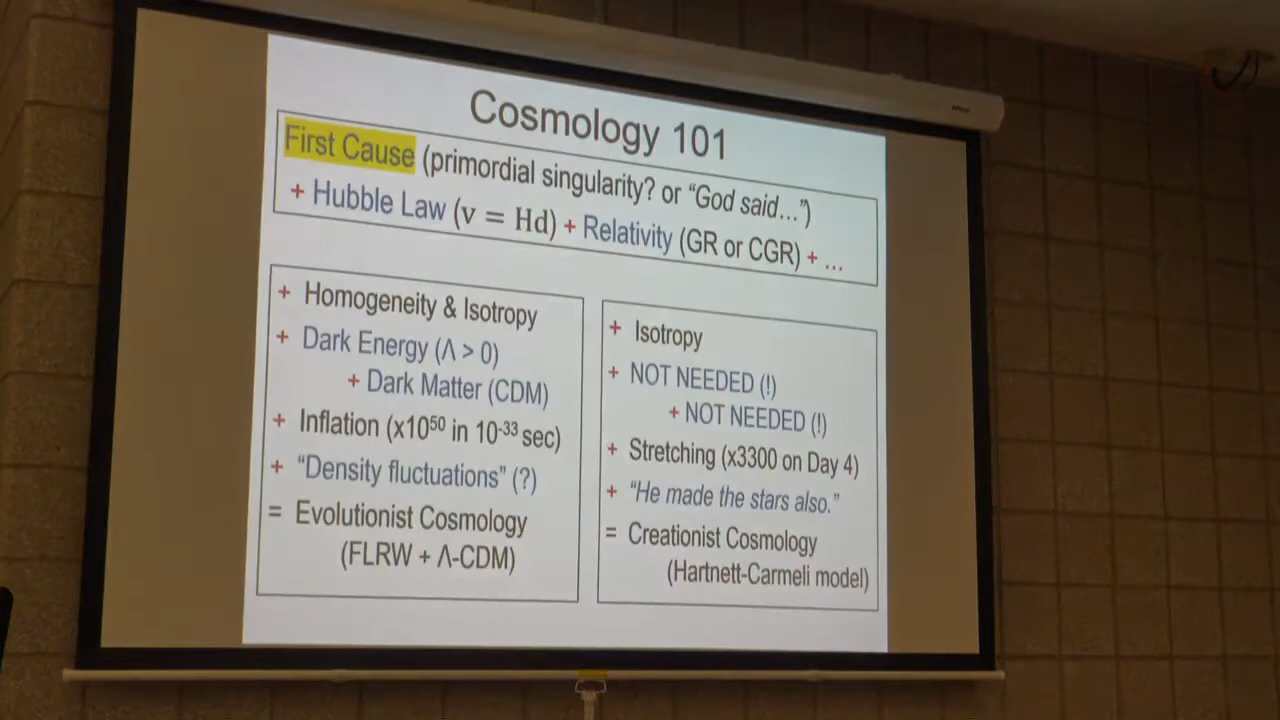 Cosmology 101
First Cause (primordial singularity? or “God said…”)
+ Hubble Law (v = Hd) + Relativity (GR or CGR) + …
+ Homogeneity & Isotropy
+ Dark Energy (Λ > 0)
+ Dark Matter (CDM)
+ Inflation (x10⁵⁰ in 10⁻³³ sec)
+ “Density fluctuations” (?)
= Evolutionist Cosmology
(FLRW + Λ-CDM)
+ Isotropy
+ NOT NEEDED (!)
+ NOT NEEDED (!)
+ Stretching (x3300 on Day 4)
+ “He made the stars also.”
= Creationist Cosmology
(Hartnett-Carmeli model)